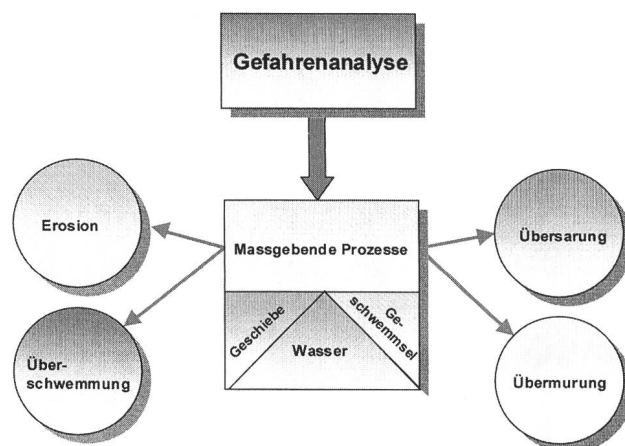 Gefahrenanalyse
Erosion
Massgebende Prozesse
Übersarung
Geschiebe
Ge-
schwemmsel
Wasser
Über-
schwemmung
Übermurung